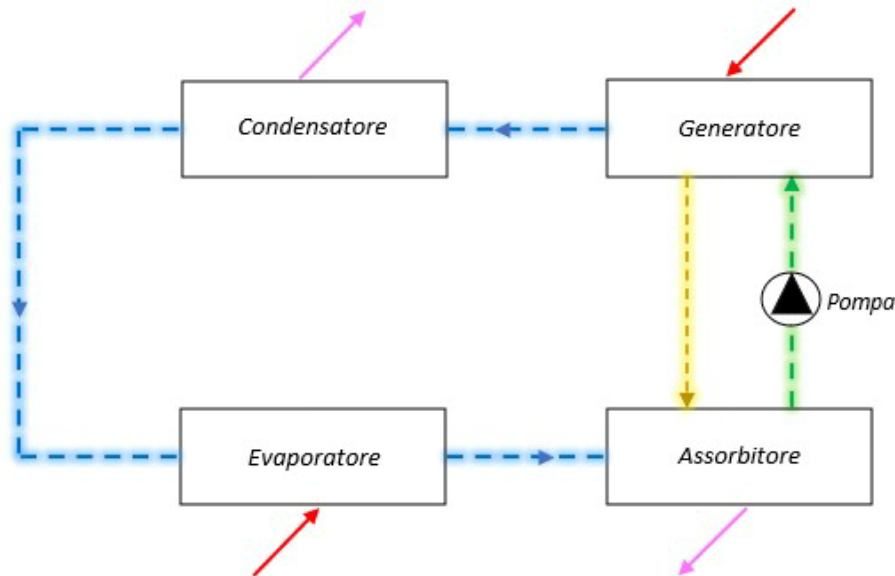 Condensatore
Generatore
Pompa
Evaporatore
Assorbitore